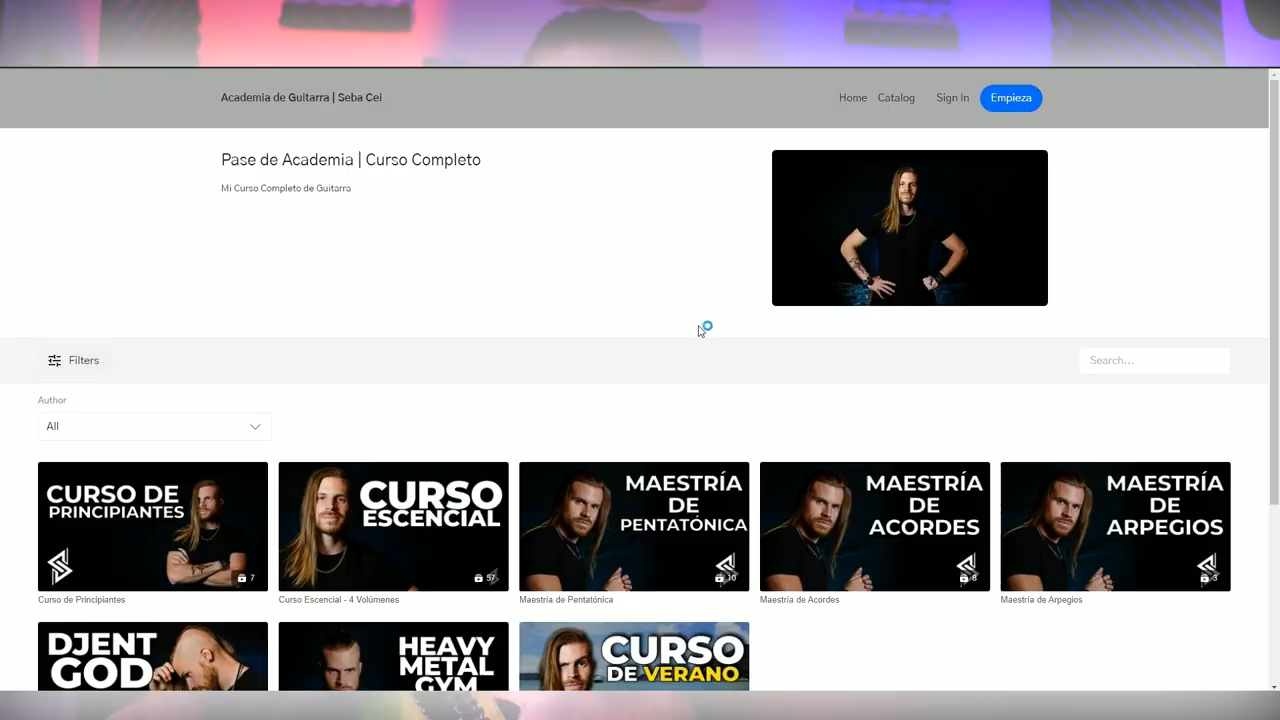 Academia de Guitarra | Seba Cei
Home Catalog Sign In Empieza
Pase de Academia | Curso Completo
Mi Curso Completo de Guitarra
Filters
Search...
Author
All
CURSO DE
PRINCIPIANTES
7
Curso de Principiantes
CURSO
ESCENCIAL
57
Curso Escencial - 4 Volúmenes
MAESTRÍA
DE
PENTATÓNICA
10
Maestría de Pentatónica
MAESTRÍA
DE
ACORDES
8
Maestría de Acordes
MAESTRÍA
DE
ARPEGIOS
3
Maestría de Arpegios
DJENT
GOD
HEAVY
METAL
GYM
CURSO
DE VERANO